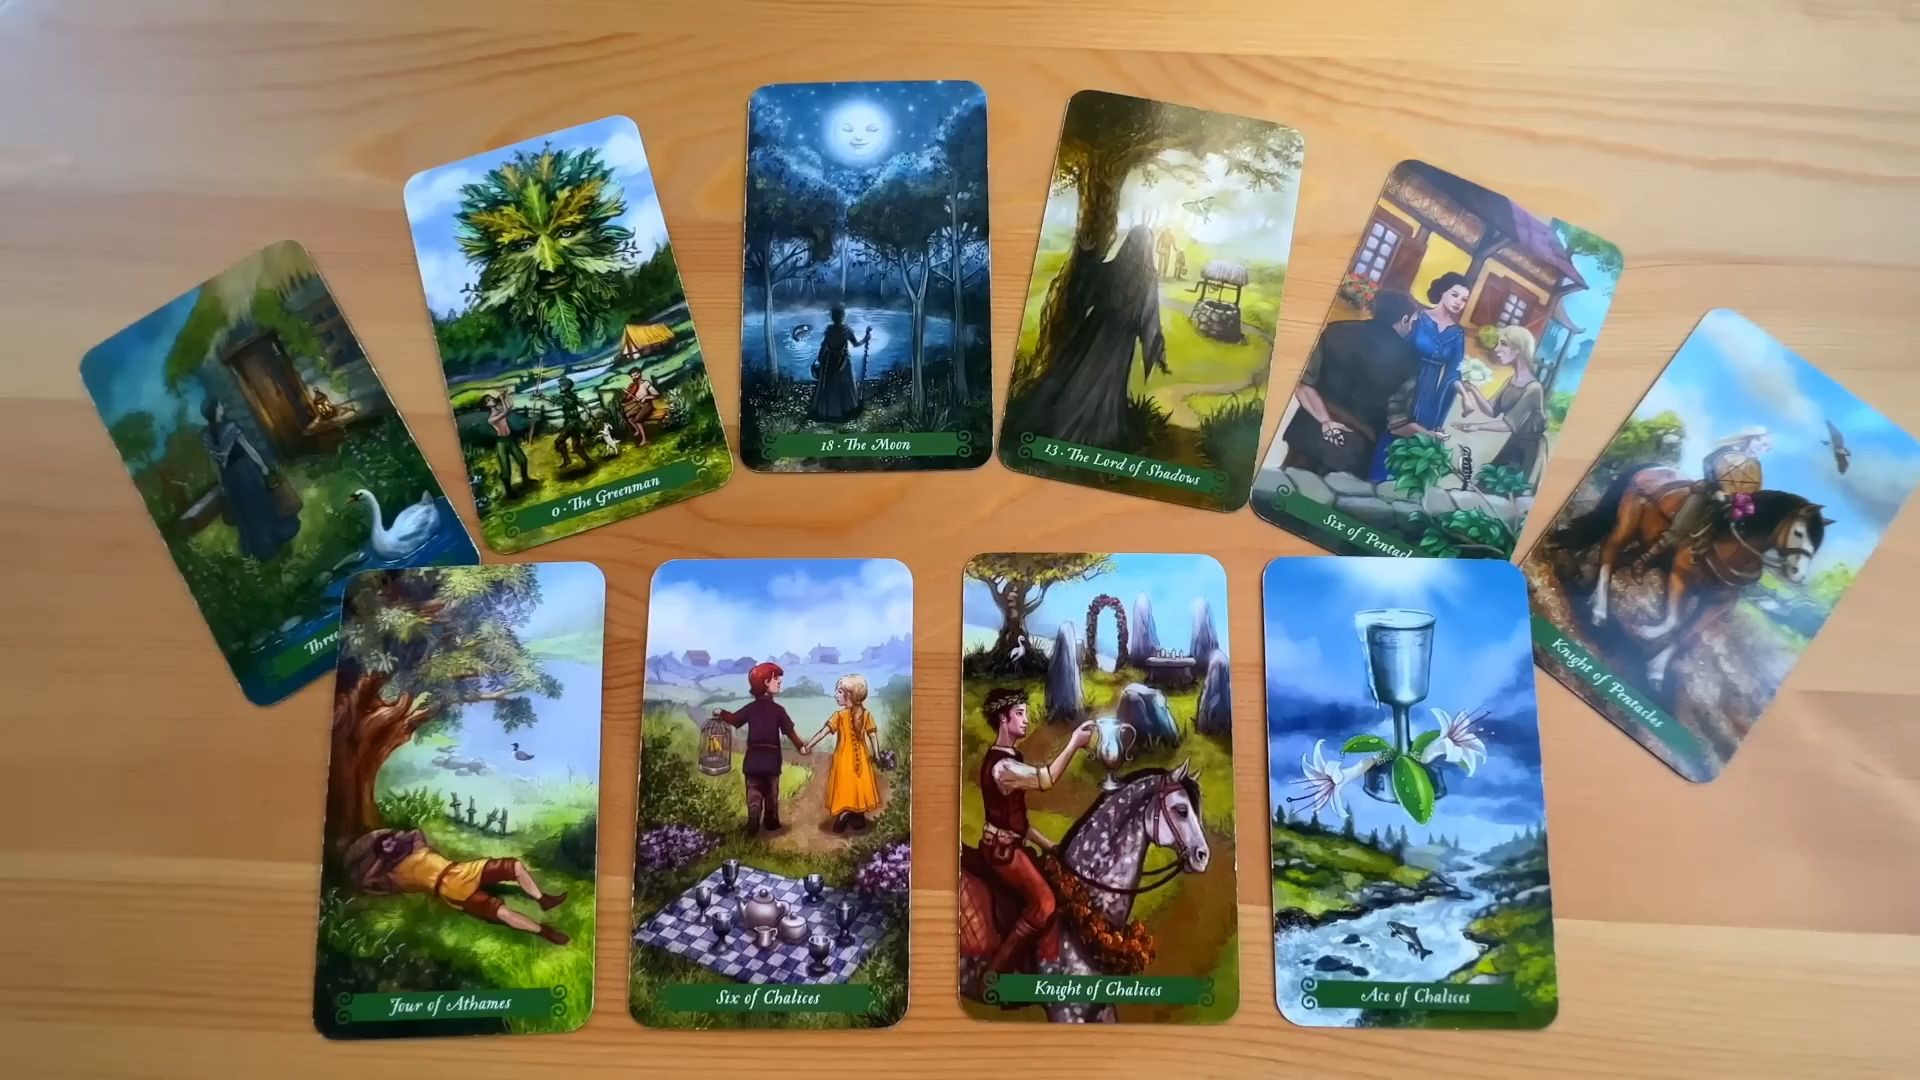 Three
0 · The Greenman
18 · The Moon
13 · The Lord of Shadows
Six of Pentac
Knight of Pentacles
Four of Athames
Six of Chalices
Knight of Chalices
Ace of Chalices